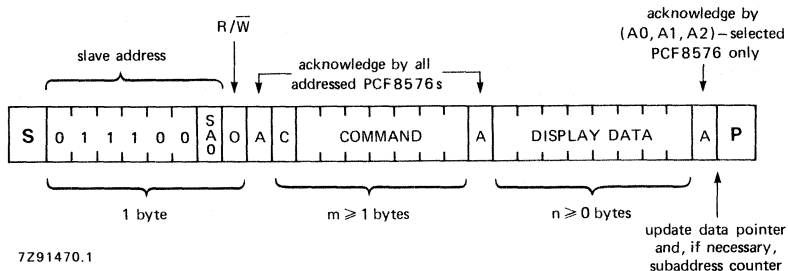 acknowledge by
(A0, A1, A2) – selected
PCF8576 only
R/W̅
slave address
acknowledge by all
addressed PCF8576s
S 0 1 1 1 0 0 SA0 0 A C COMMAND A DISPLAY DATA A P
1 byte
m ⩾ 1 bytes
n ⩾ 0 bytes
update data pointer
and, if necessary,
subaddress counter
7Z91470.1